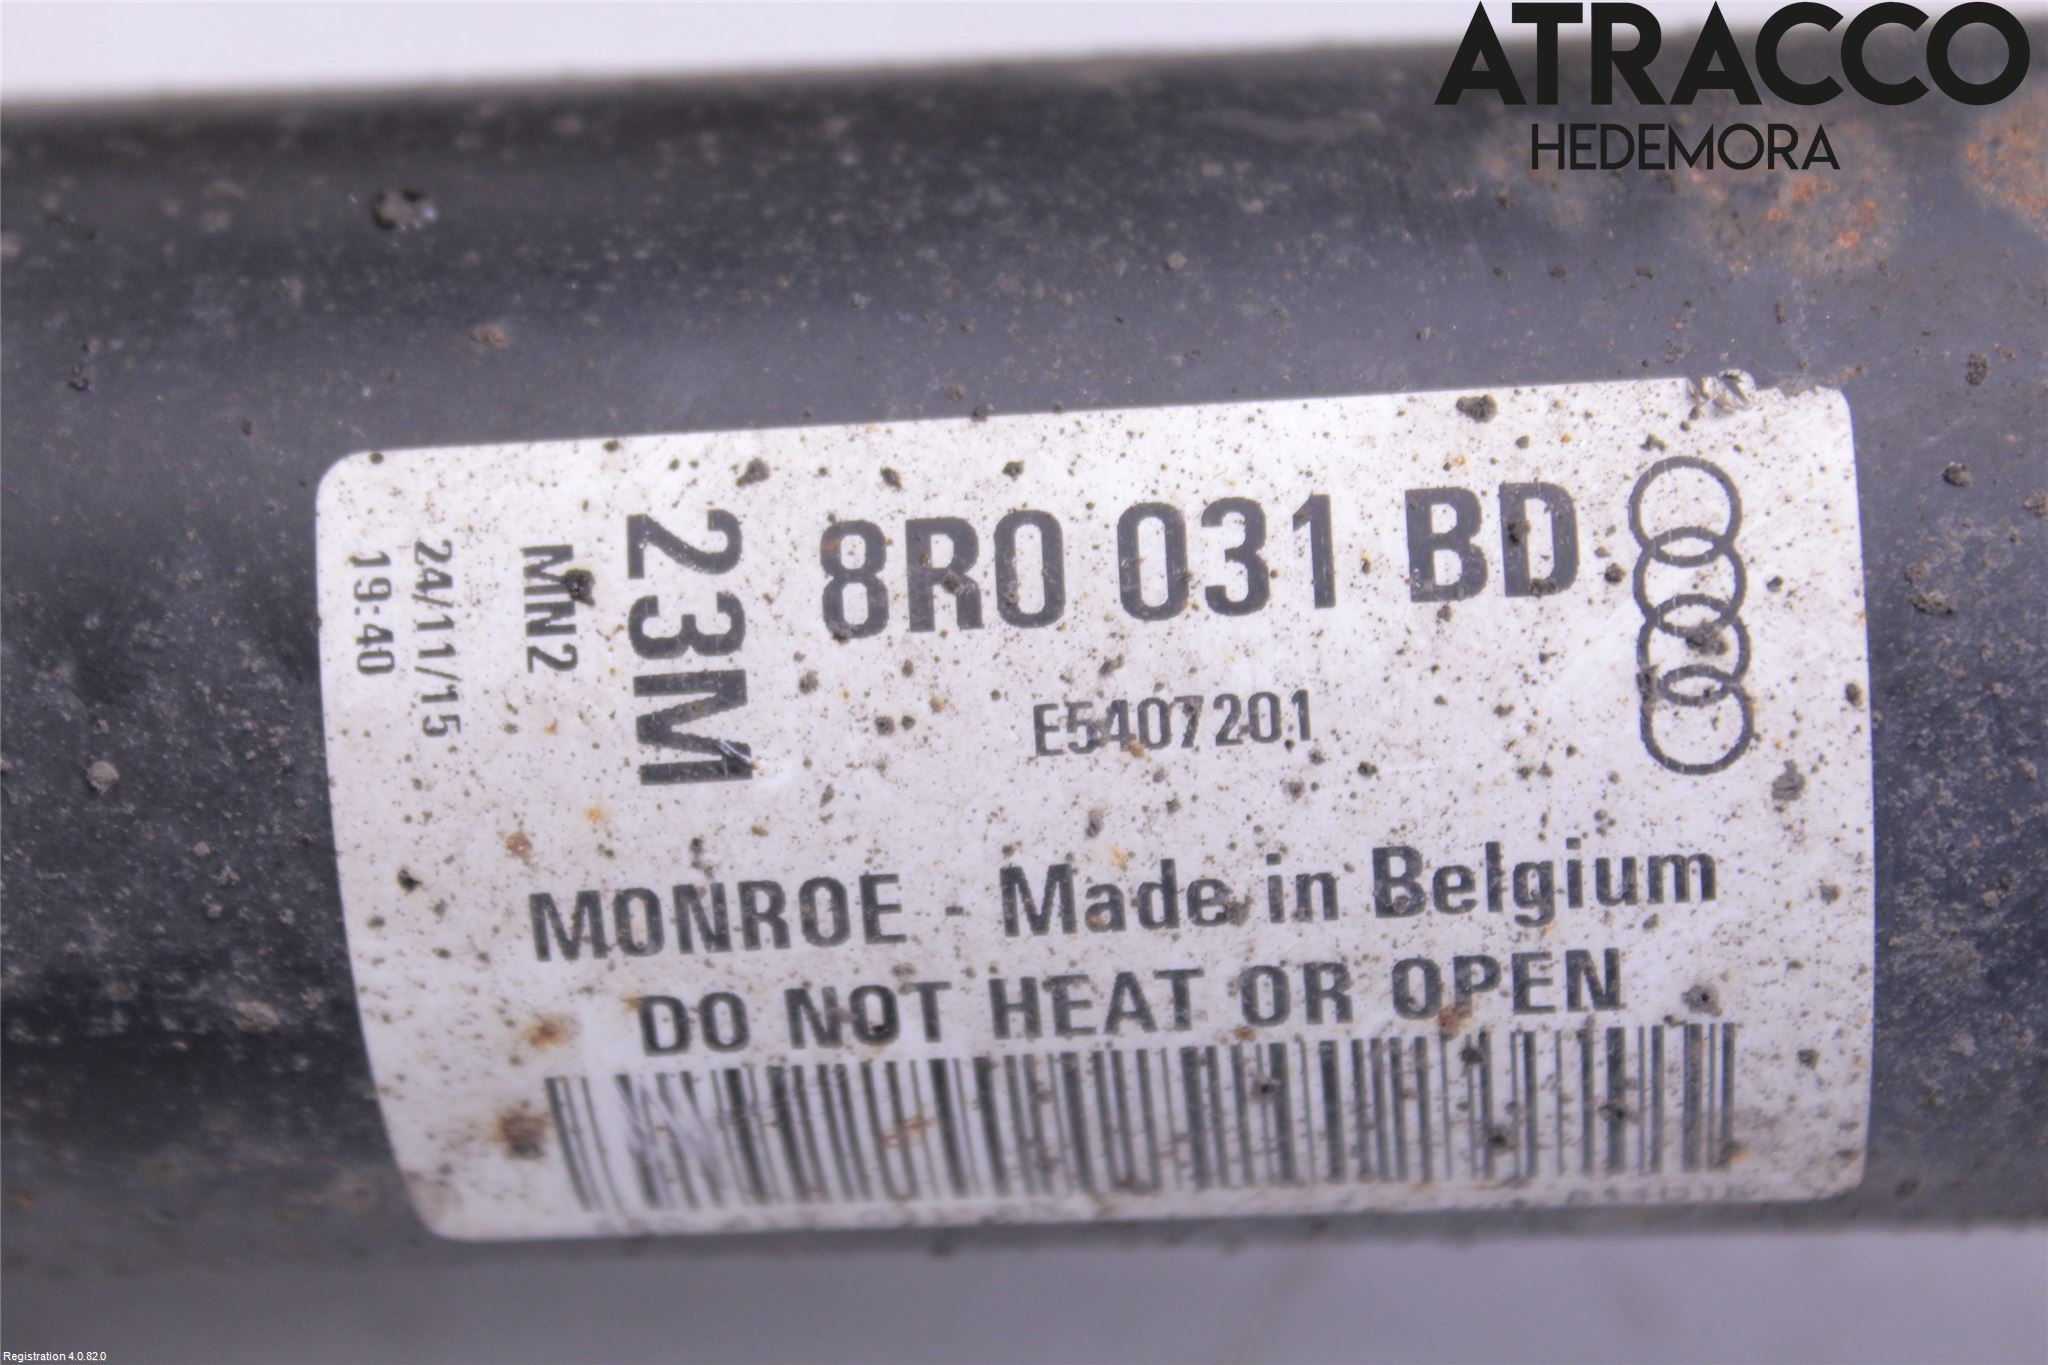 ATRACCO
HEDEMORA
8R0 031 BD
23M
MN2
24/11/15
19:40
E5407201
MONROE - Made in Belgium
DO NOT HEAT OR OPEN
Registration 4.0.82.0